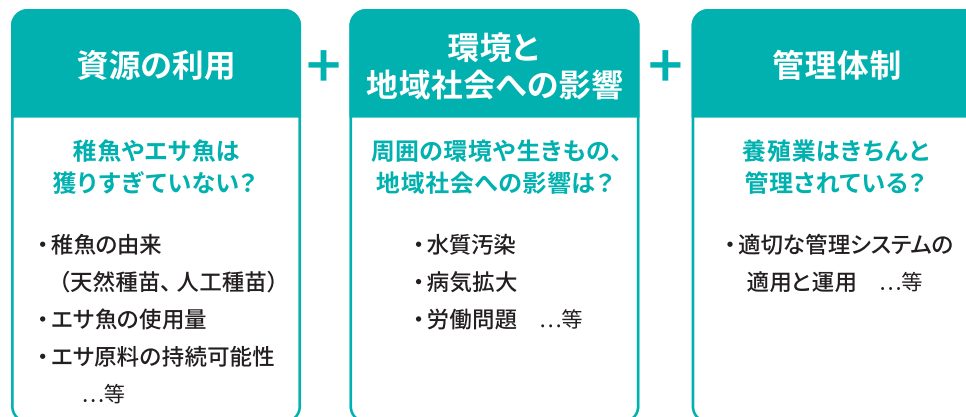 資源の利用
稚魚やエサ魚は
獲りすぎていない?
・稚魚の由来
(天然種苗、人工種苗)
・エサ魚の使用量
・エサ原料の持続可能性
…等
+
環境と
地域社会への影響
周囲の環境や生きもの、
地域社会への影響は?
・水質汚染
・病気拡大
・労働問題 …等
+
管理体制
養殖業はきちんと
管理されている?
・適切な管理システムの
適用と運用 …等